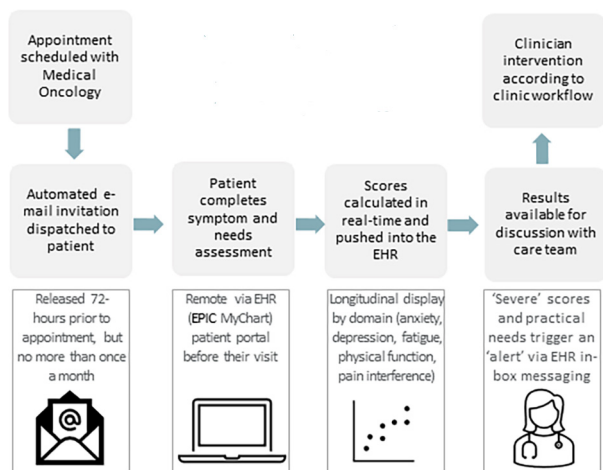 Appointment
scheduled with
Medical
Oncology
Clinician
intervention
according to
clinic workflow
Automated e-
mail invitation
dispatched to
patient
Patient
completes
symptom and
needs
assessment
Scores
calculated in
real-time and
pushed into the
EHR
Results
available for
discussion with
care team
Released 72-
hours prior to
appointment, but
no more than once
a month
Remote via EHR
(EPIC MyChart)
patient portal
before their visit
Longitudinal display
by domain (anxiety,
depression, fatigue,
physical function,
pain interference)
‘Severe’ scores
and practical
needs trigger an
‘alert’ via EHR in-
box messaging
@